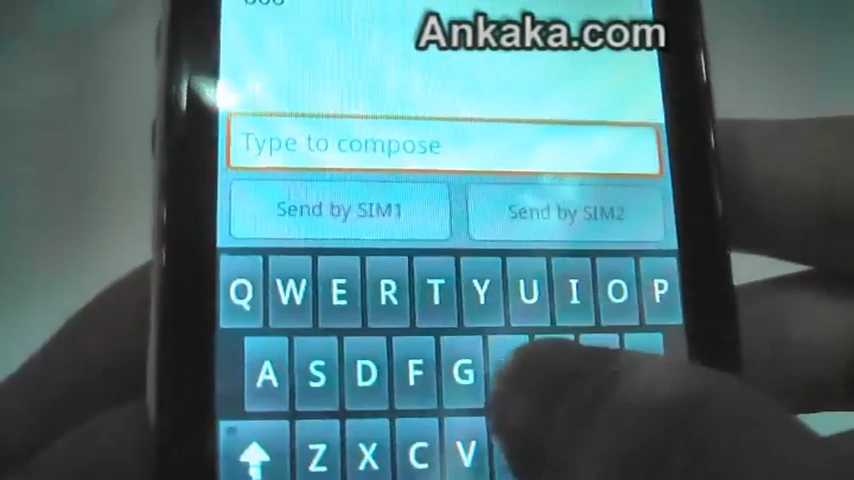 Ankaka.com
Type to compose
Send by SIM1 Send by SIM2
Q W E R T Y U I O P
A S D F G
Z X C V